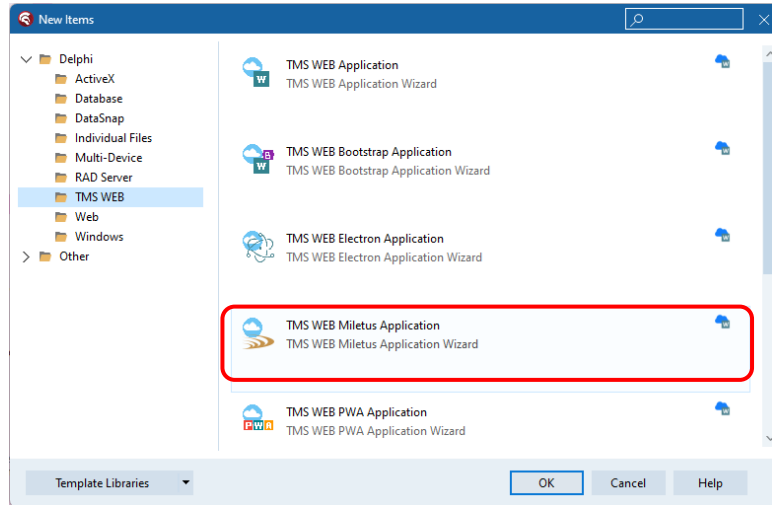 New Items
Delphi
ActiveX
Database
DataSnap
Individual Files
Multi-Device
RAD Server
TMS WEB
Web
Windows
Other
TMS WEB Application
TMS WEB Application Wizard
TMS WEB Bootstrap Application
TMS WEB Bootstrap Application Wizard
TMS WEB Electron Application
TMS WEB Electron Application Wizard
TMS WEB Miletus Application
TMS WEB Miletus Application Wizard
TMS WEB PWA Application
TMS WEB PWA Application Wizard
Template Libraries
OK
Cancel
Help